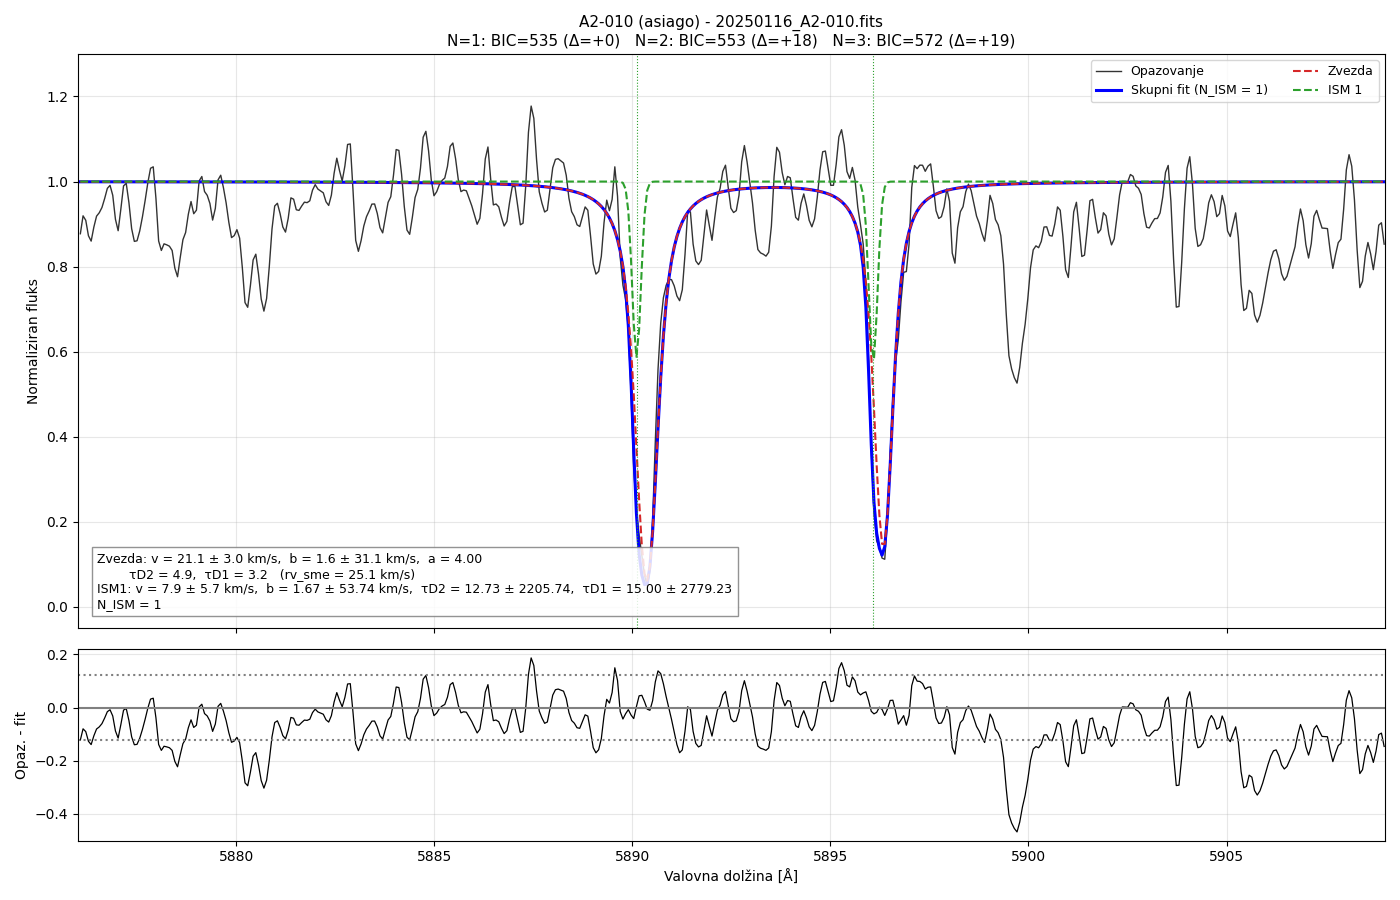 A2-010 (asiago) - 20250116_A2-010.fits
N=1: BIC=535 (Δ=+0)   N=2: BIC=553 (Δ=+18)   N=3: BIC=572 (Δ=+19)
Opazovanje
Skupni fit (N_ISM = 1)
Zvezda
ISM 1
Normaliziran fluks
1.2
1.0
0.8
0.6
0.4
0.2
0.0
Zvezda: v = 21.1 ± 3.0 km/s,  b = 1.6 ± 31.1 km/s,  a = 4.00
τD2 = 4.9,  τD1 = 3.2   (rv_sme = 25.1 km/s)
ISM1: v = 7.9 ± 5.7 km/s,  b = 1.67 ± 53.74 km/s,  τD2 = 12.73 ± 2205.74,  τD1 = 15.00 ± 2779.23
N_ISM = 1
Opaz. - fit
0.2
0.0
−0.2
−0.4
5880
5885
5890
5895
5900
5905
Valovna dolžina [Å]